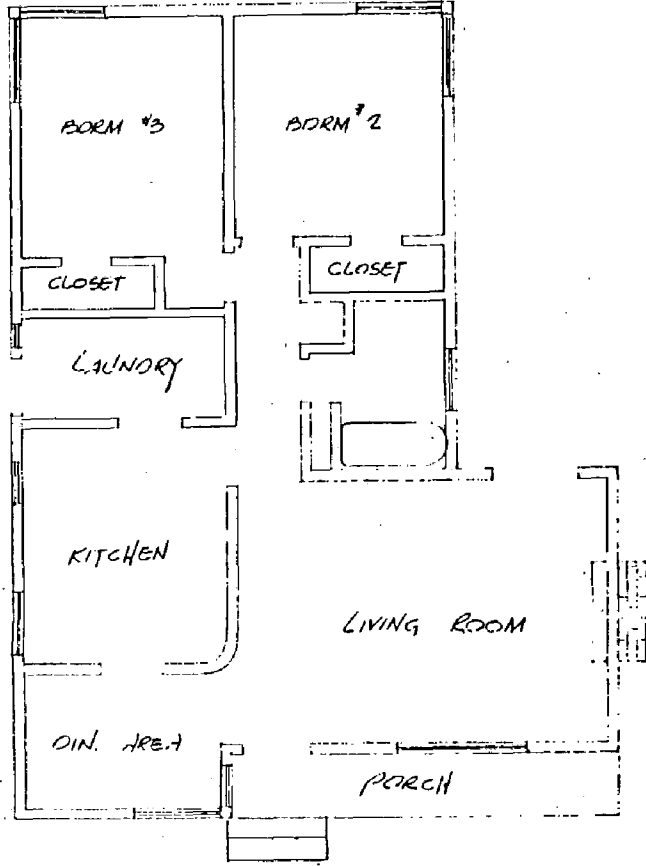 BDRM #3
BDRM #2
CLOSET
CLOSET
LAUNDRY
KITCHEN
LIVING ROOM
DIN. AREA
PORCH